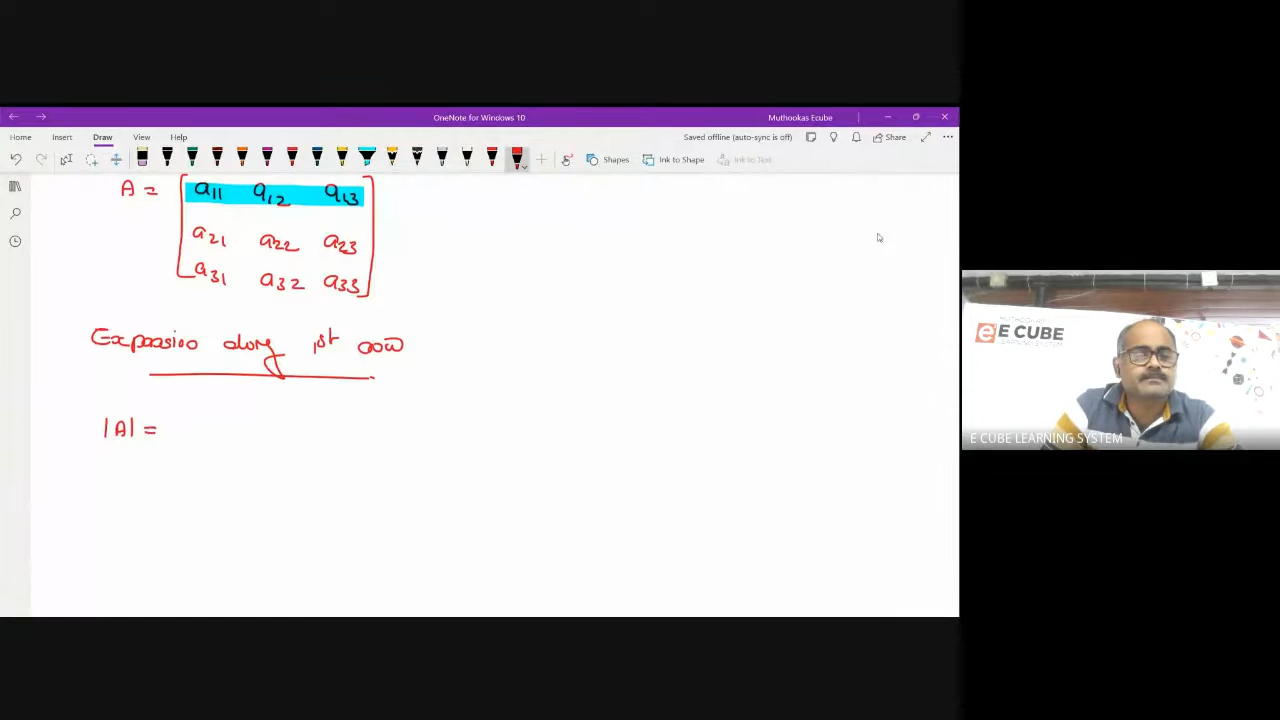 OneNote for Windows 10
Muthookas Ecube
Home Insert Draw View Help
Saved offline (auto-sync is off)
Share
Shapes
Ink to Shape
Ink to Text
A = [ a11 a12 a13
a21 a22 a23
a31 a32 a33 ]
Expansion along 1st row
|A| =
E CUBE
LEARNING SYSTEM
E CUBE LEARNING SYSTEM